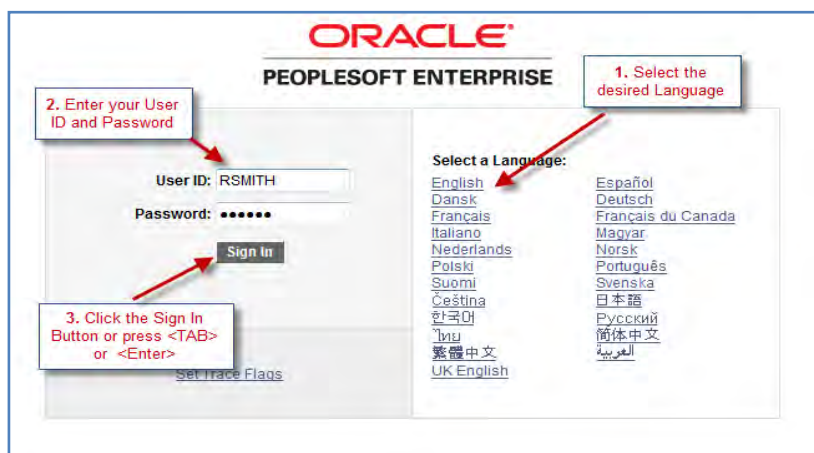 ORACLE®
PEOPLESOFT ENTERPRISE
1. Select the
desired Language
2. Enter your User
ID and Password
User ID: RSMITH
Password: ••••••
Sign In
3. Click the Sign In
Button or press <TAB>
or <Enter>
Set Trace Flags
Select a Language:
English Español
Dansk Deutsch
Français Français du Canada
Italiano Magyar
Nederlands Norsk
Polski Português
Suomi Svenska
Čeština 日本語
한국어 Русский
ไทย 简体中文
繁體中文 العربية
UK English